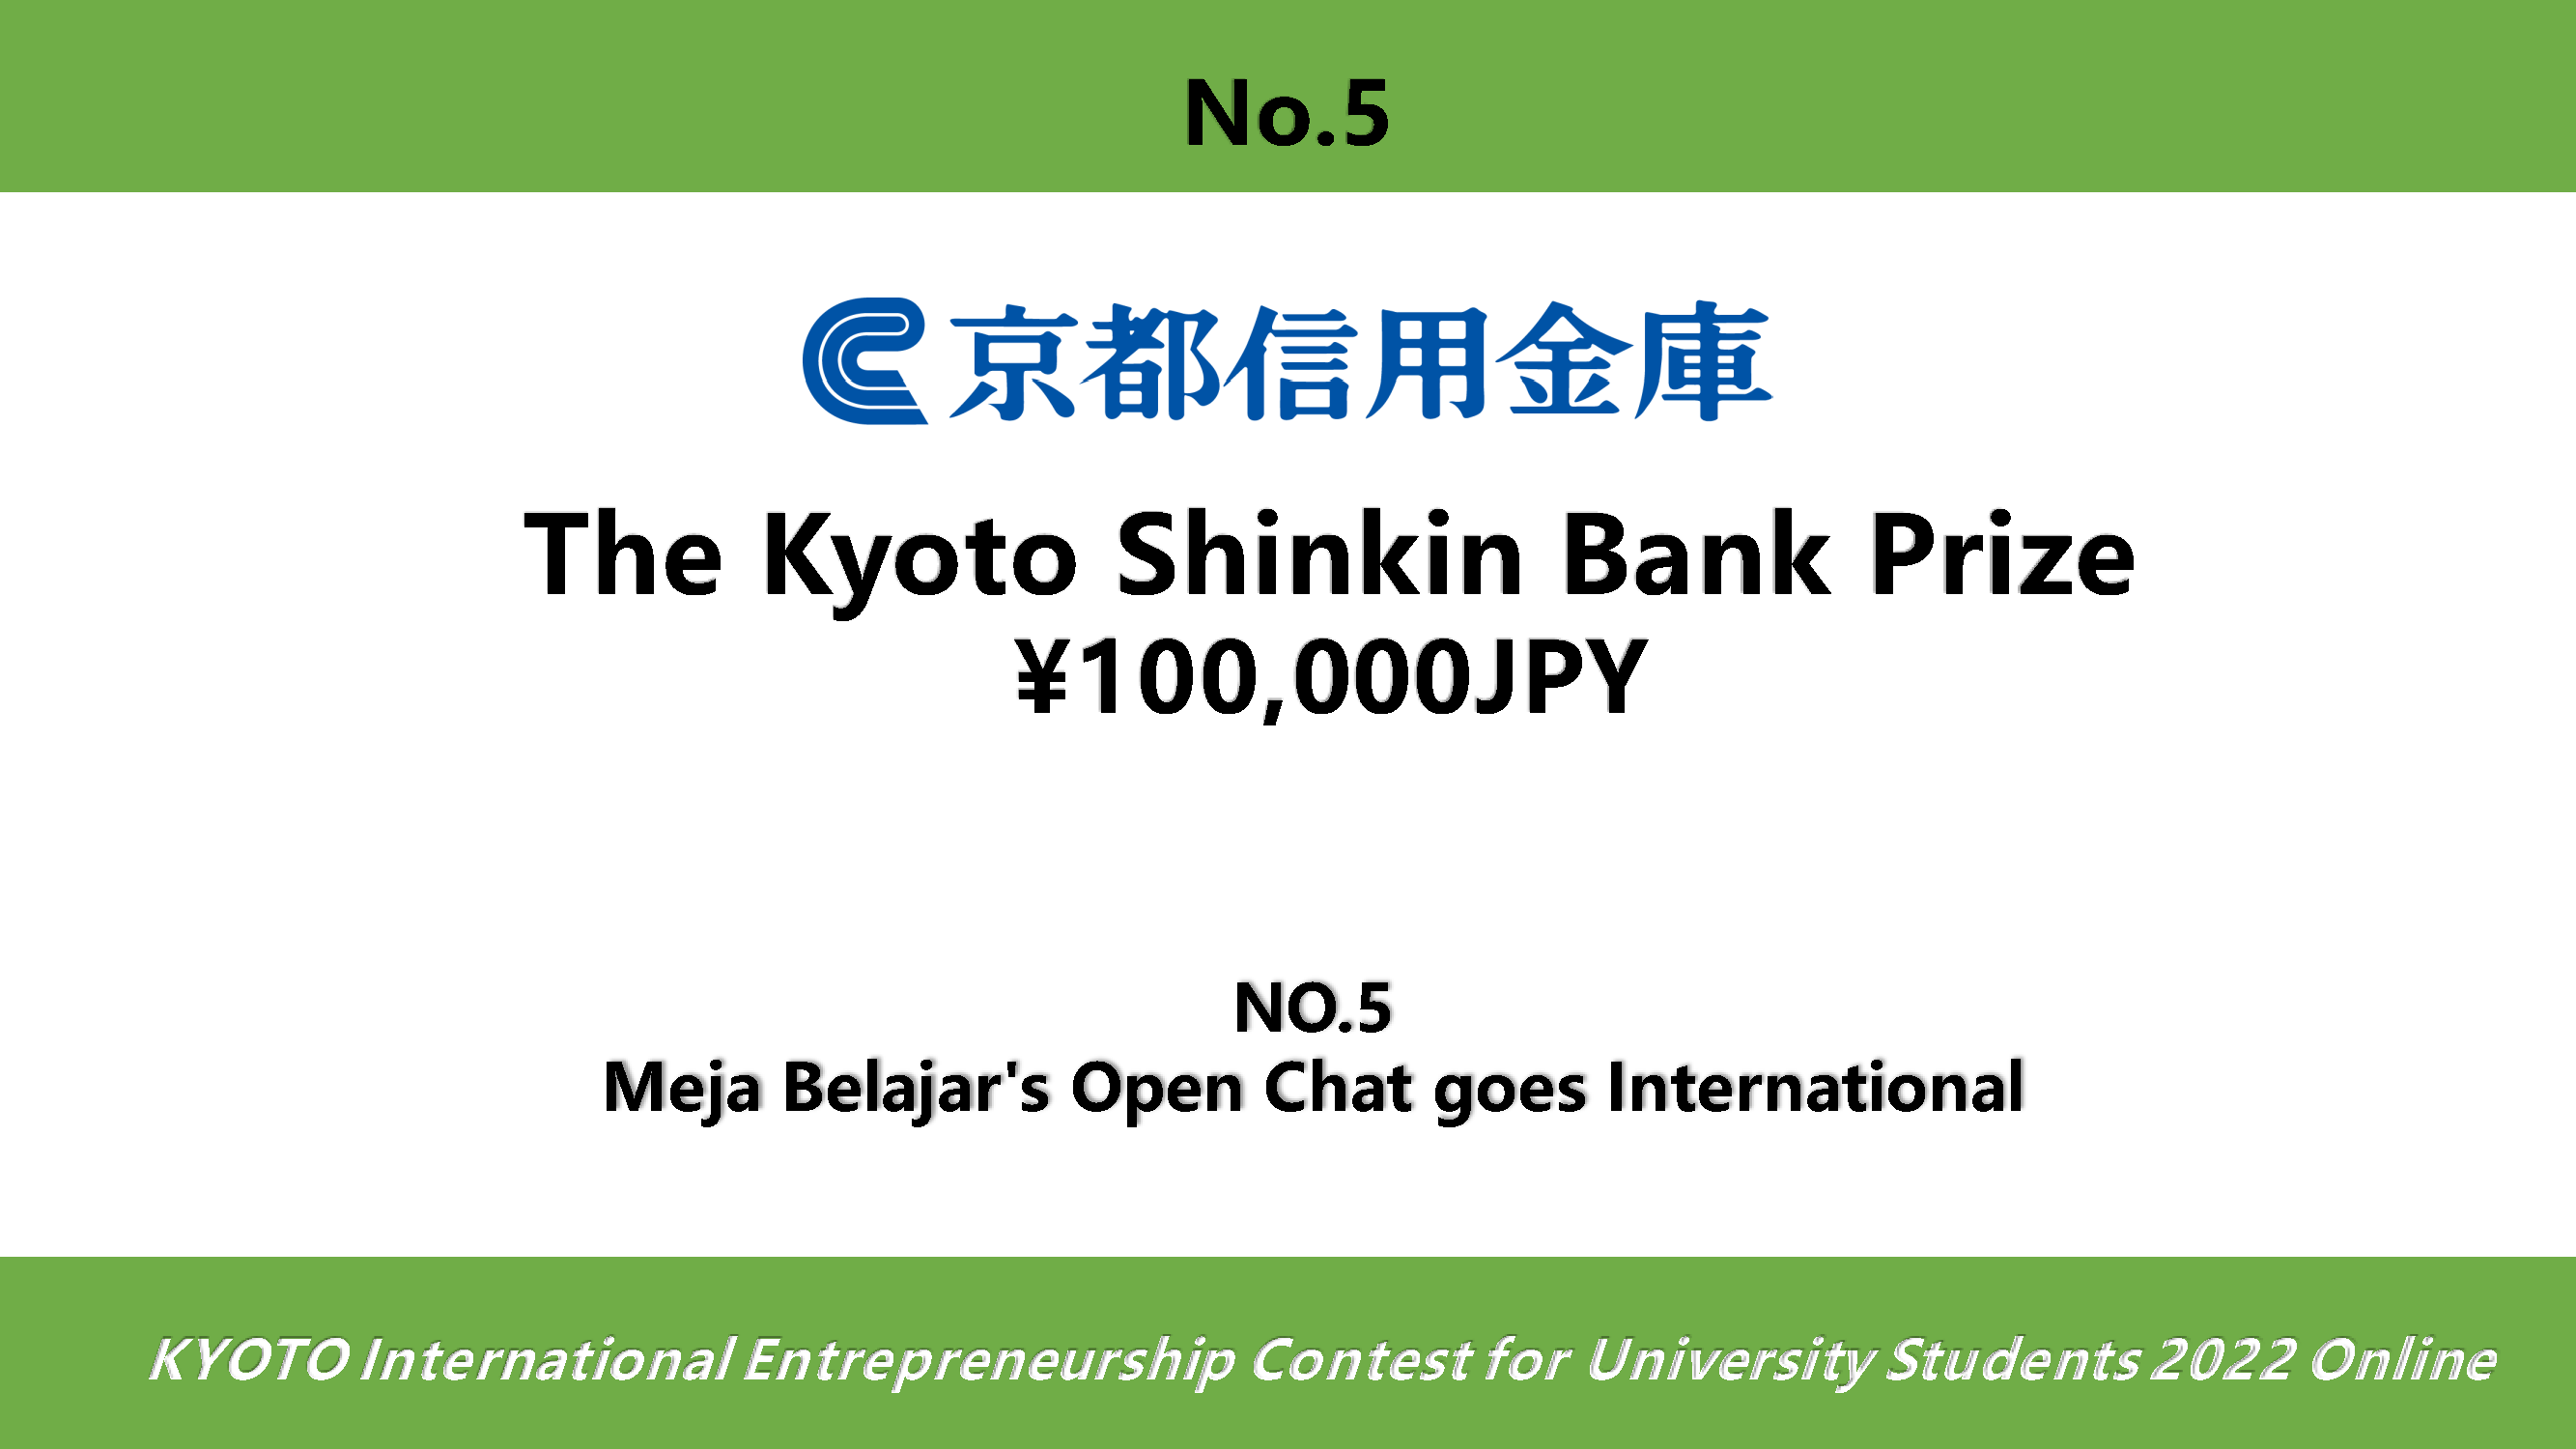 No.5
京都信用金庫
The Kyoto Shinkin Bank Prize
¥100,000JPY
NO.5
Meja Belajar's Open Chat goes International
KYOTO International Entrepreneurship Contest for University Students 2022 Online